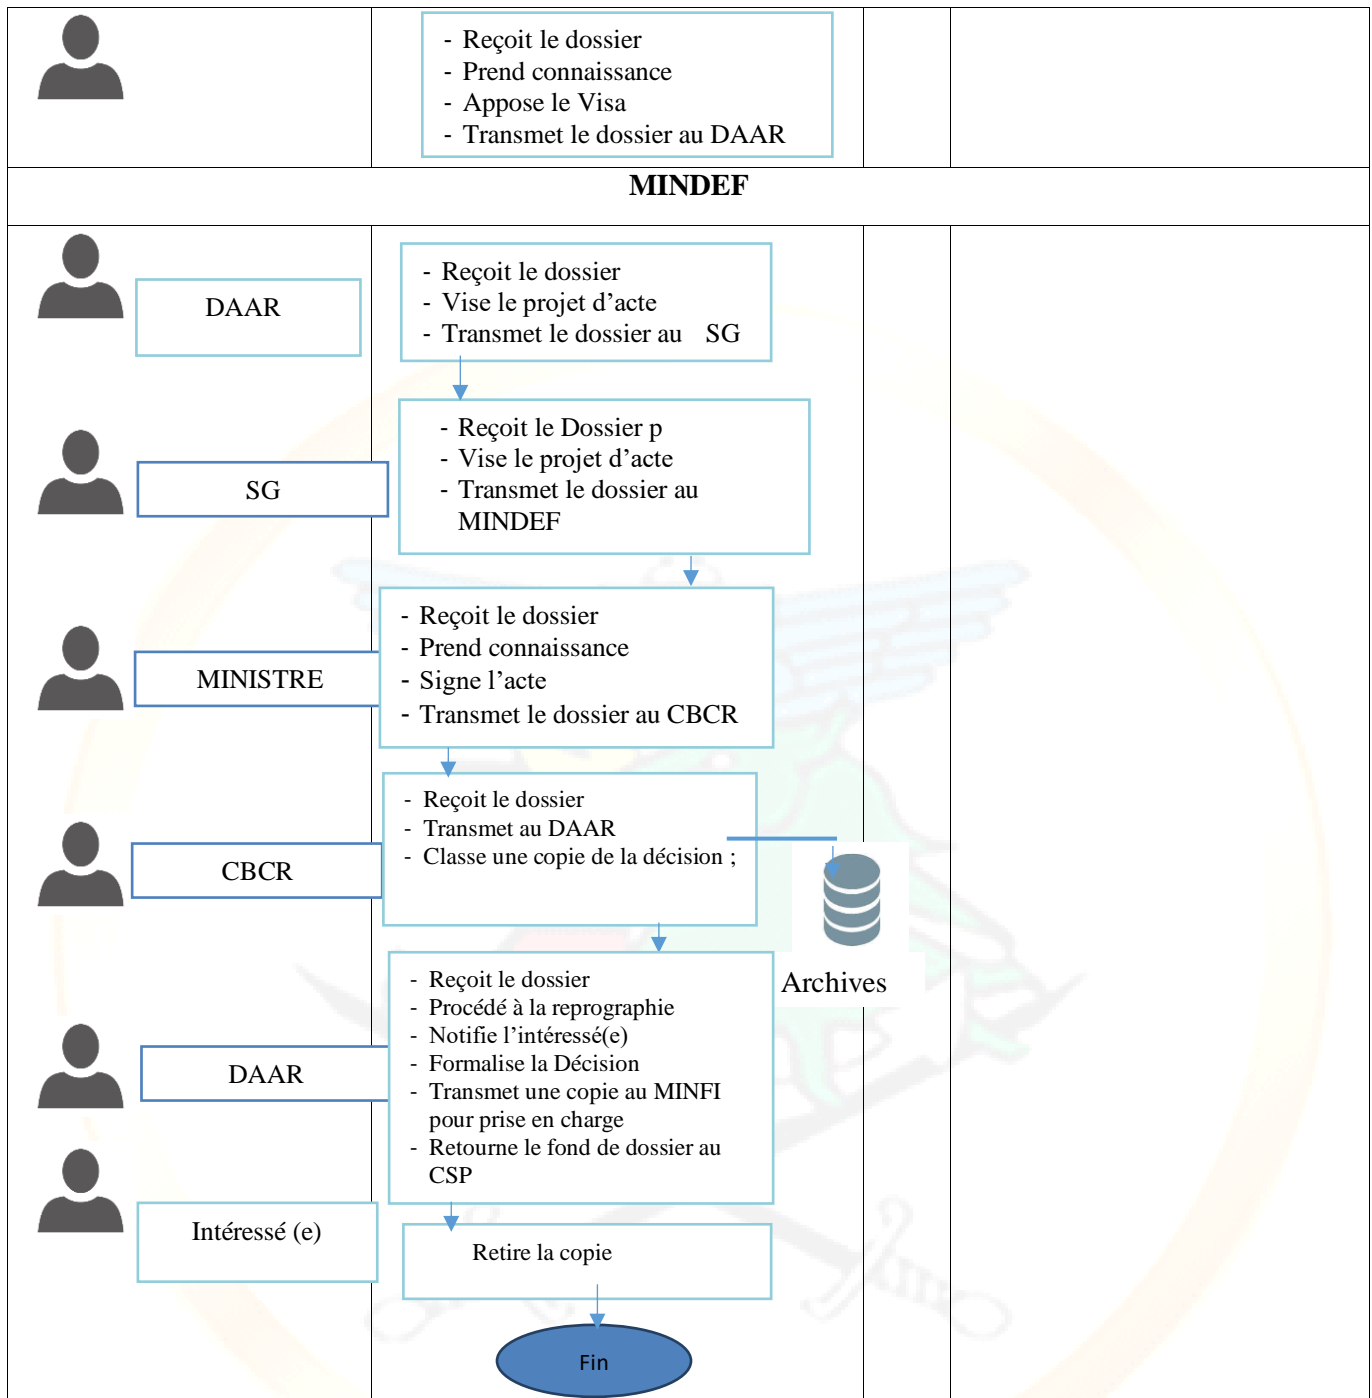 - Reçoit le dossier
- Prend connaissance
- Appose le Visa
- Transmet le dossier au DAAR
MINDEF
DAAR
- Reçoit le dossier
- Vise le projet d’acte
- Transmet le dossier au SG
SG
- Reçoit le Dossier p
- Vise le projet d’acte
- Transmet le dossier au
MINDEF
MINISTRE
- Reçoit le dossier
- Prend connaissance
- Signe l’acte
- Transmet le dossier au CBCR
CBCR
- Reçoit le dossier
- Transmet au DAAR
- Classe une copie de la décision ;
Archives
DAAR
- Reçoit le dossier
- Procédé à la reprographie
- Notifie l’intéressé(e)
- Formalise la Décision
- Transmet une copie au MINFI
pour prise en charge
- Retourne le fond de dossier au
CSP
Intéressé (e)
Retire la copie
Fin